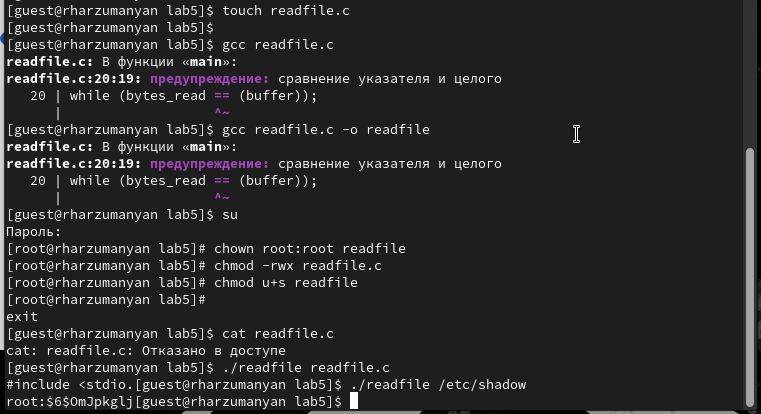 [guest@rharzumanyan lab5]$ touch readfile.c
[guest@rharzumanyan lab5]$
[guest@rharzumanyan lab5]$ gcc readfile.c
readfile.c: В функции «main»:
readfile.c:20:19: предупреждение: сравнение указателя и целого
   20 | while (bytes_read == (buffer));
      |                   ^~
[guest@rharzumanyan lab5]$ gcc readfile.c -o readfile
readfile.c: В функции «main»:
readfile.c:20:19: предупреждение: сравнение указателя и целого
   20 | while (bytes_read == (buffer));
      |                   ^~
[guest@rharzumanyan lab5]$ su
Пароль:
[root@rharzumanyan lab5]# chown root:root readfile
[root@rharzumanyan lab5]# chmod -rwx readfile.c
[root@rharzumanyan lab5]# chmod u+s readfile
[root@rharzumanyan lab5]#
exit
[guest@rharzumanyan lab5]$ cat readfile.c
cat: readfile.c: Отказано в доступе
[guest@rharzumanyan lab5]$ ./readfile readfile.c
#include <stdio.[guest@rharzumanyan lab5]$ ./readfile /etc/shadow
root:$6$OmJpkglj[guest@rharzumanyan lab5]$